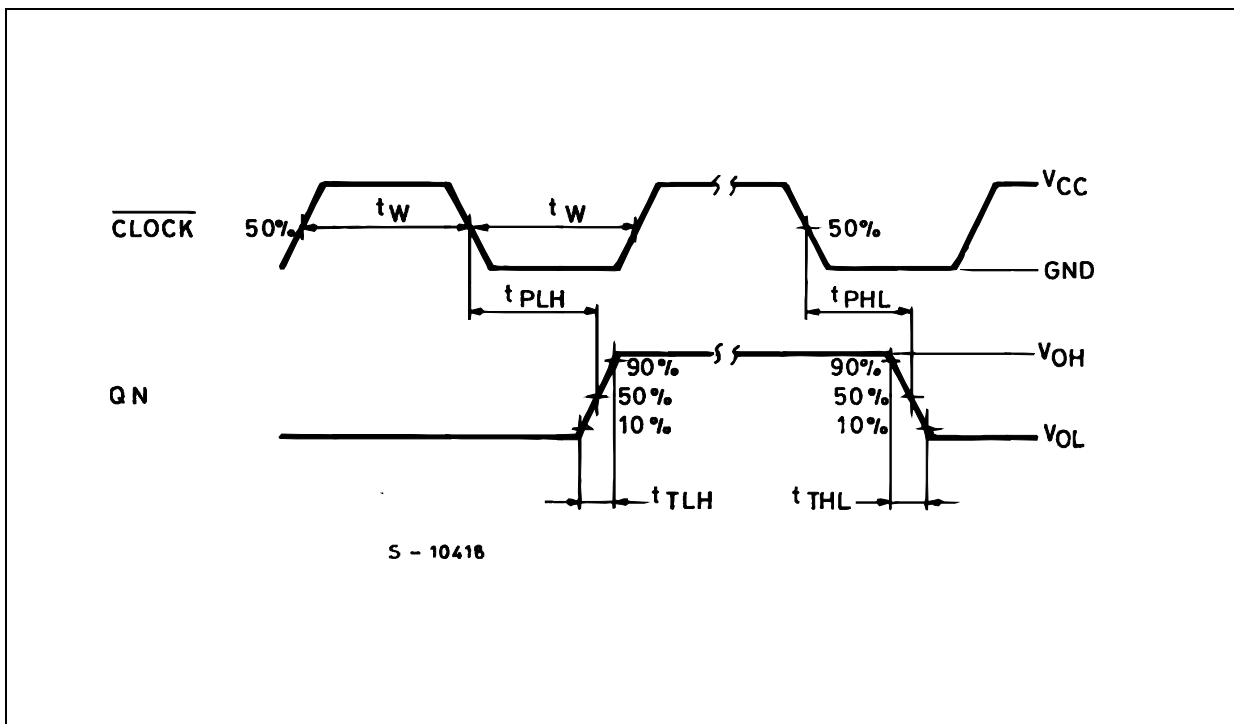 VCC
tW tW
CLOCK 50% 50%
GND
tPLH tPHL
VOH
90% 90%
QN 50% 50%
10% 10%
VOL
tTLH tTHL
S - 10418